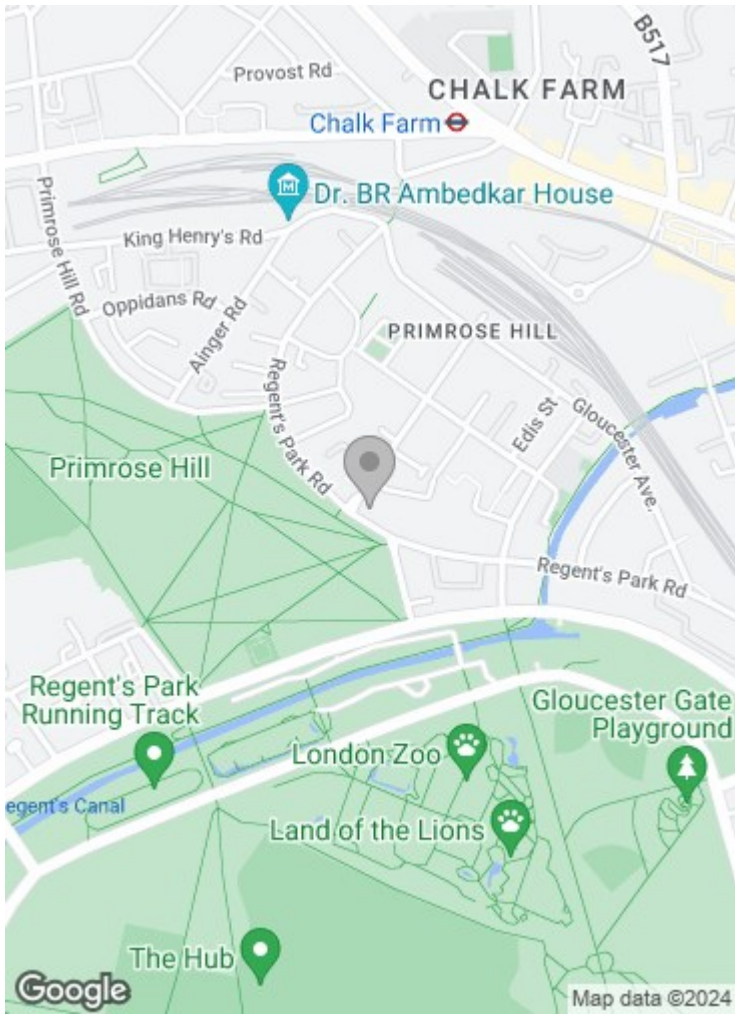 B517
Provost Rd
CHALK FARM
Chalk Farm
Primrose Hill Rd
M
Dr. BR Ambedkar House
King Henry's Rd
Oppidans Rd
Ainger Rd
PRIMROSE HILL
Regent's Park Rd
Edis St
Gloucester Ave.
Primrose Hill
Regent's Park Rd
Regent's Park
Running Track
Gloucester Gate
Playground
London Zoo
egent's Canal
Land of the Lions
The Hub
Google
Map data ©2024